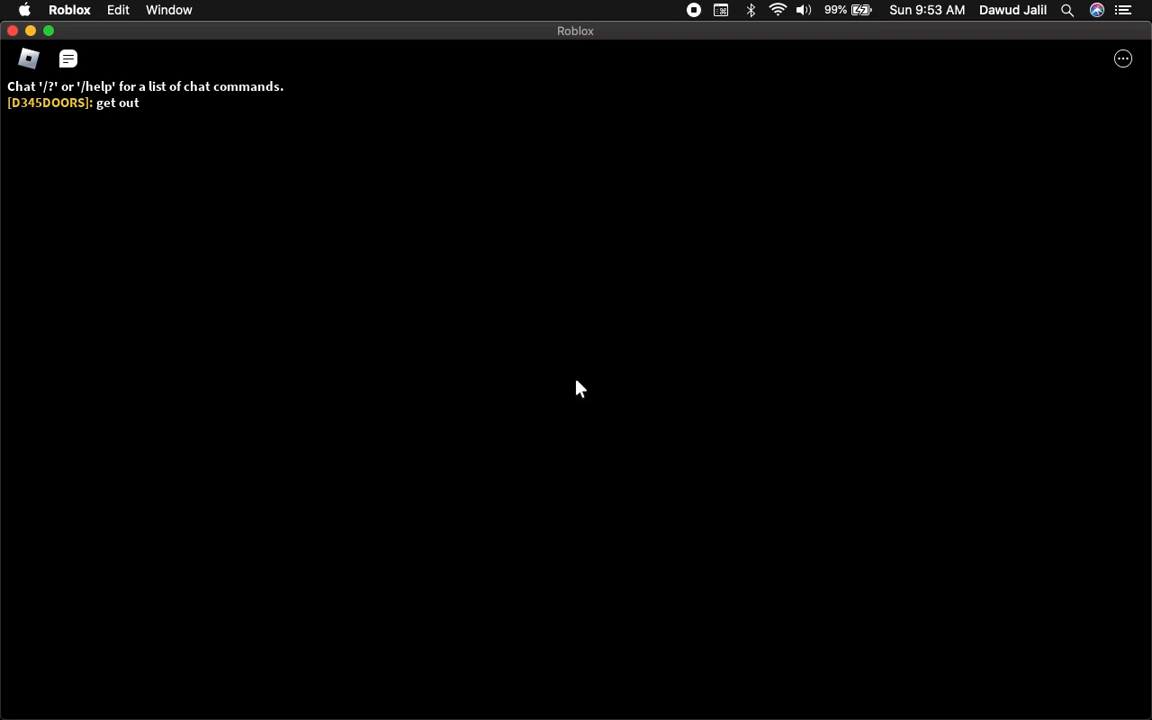 Roblox Edit Window 99% Sun 9:53 AM Dawud Jalil
Roblox
Chat '/?' or '/help' for a list of chat commands.
[D345DOORS]: get out